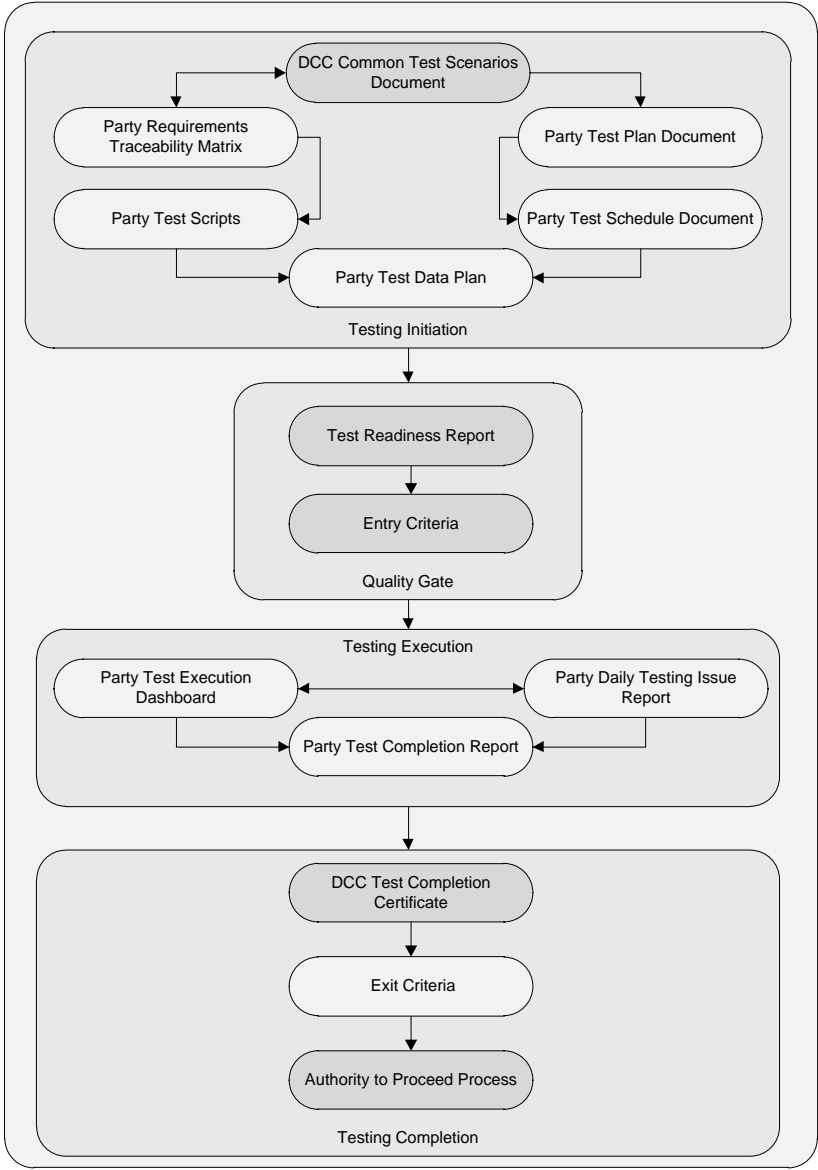 DCC Common Test Scenarios
Document
Party Requirements
Traceability Matrix
Party Test Plan Document
Party Test Scripts
Party Test Schedule Document
Party Test Data Plan
Testing Initiation
Test Readiness Report
Entry Criteria
Quality Gate
Testing Execution
Party Test Execution
Dashboard
Party Daily Testing Issue
Report
Party Test Completion Report
DCC Test Completion
Certificate
Exit Criteria
Authority to Proceed Process
Testing Completion